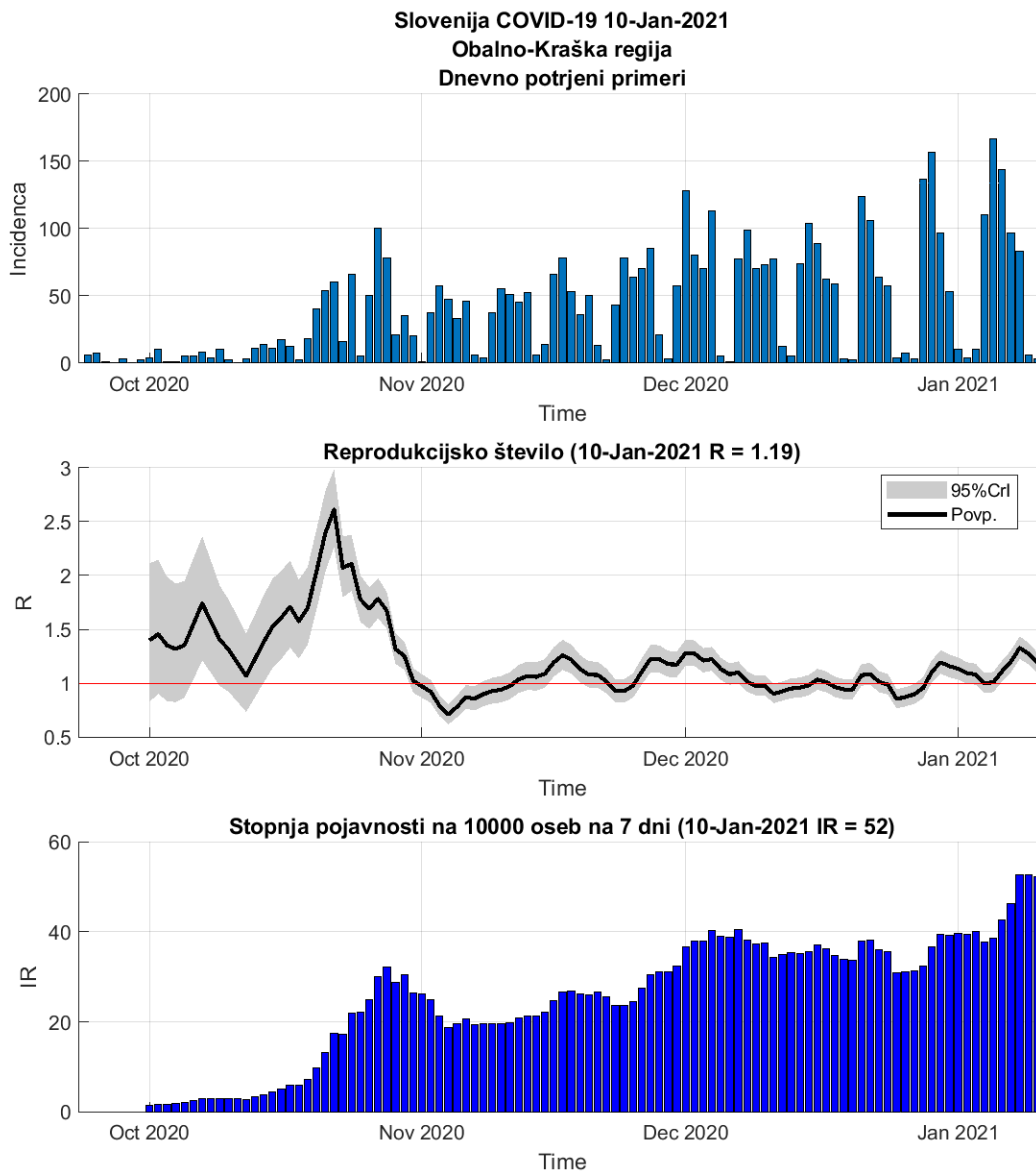 Slovenija COVID-19 10-Jan-2021
Obalno-Kraška regija
Dnevno potrjeni primeri
200
150
100
50
0
Incidenca
Oct 2020 Nov 2020 Dec 2020 Jan 2021
Time
Reprodukcijsko število (10-Jan-2021 R = 1.19)
3
2.5
2
1.5
1
0.5
R
95%CrI
Povp.
Oct 2020 Nov 2020 Dec 2020 Jan 2021
Time
Stopnja pojavnosti na 10000 oseb na 7 dni (10-Jan-2021 IR = 52)
60
40
20
0
IR
Oct 2020 Nov 2020 Dec 2020 Jan 2021
Time